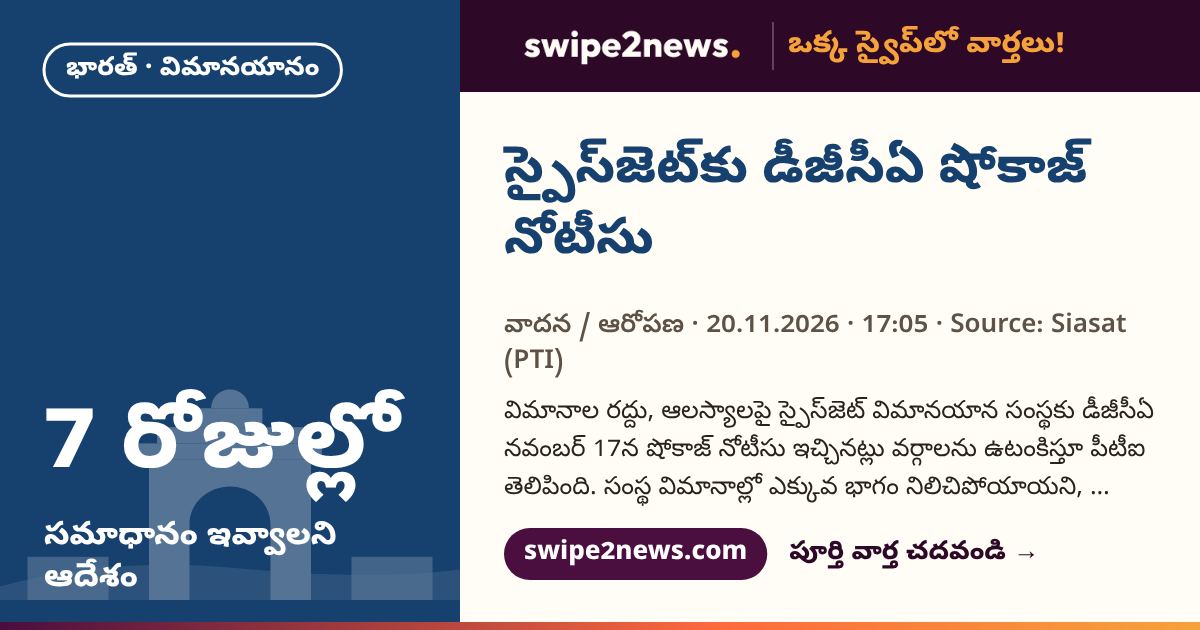 భారత్ · విమానయానం
7 రోజుల్లో
సమాధానం ఇవ్వాలని
ఆదేశం
swipe2news.
ఒక్క స్వైప్‌లో వార్తలు!
స్పైస్‌జెట్‌కు డీజీసీఏ షోకాజ్
నోటీసు
వాదన / ఆరోపణ · 20.11.2026 · 17:05 · Source: Siasat
(PTI)
విమానాల రద్దు, ఆలస్యాలపై స్పైస్‌జెట్ విమానయాన సంస్థకు డీజీసీఏ
నవంబర్ 17న షోకాజ్ నోటీసు ఇచ్చినట్లు వర్గాలను ఉటంకిస్తూ పీటీఐ
తెలిపింది. సంస్థ విమానాల్లో ఎక్కువ భాగం నిలిచిపోయాయని, ...
swipe2news.com
పూర్తి వార్త చదవండి →